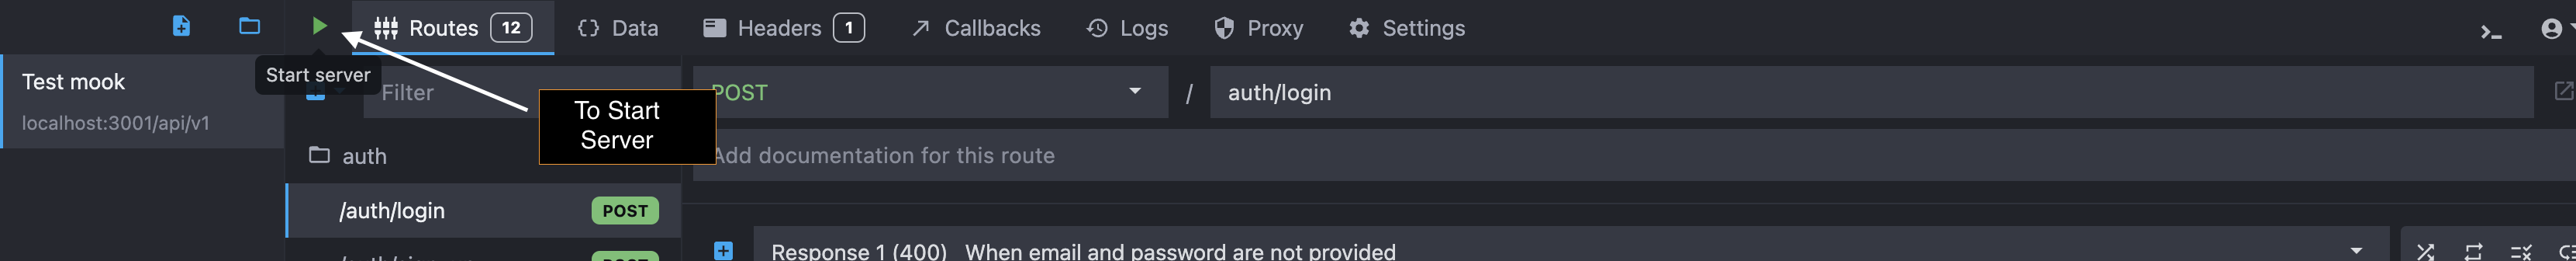 Routes 12 Data Headers 1 Callbacks Logs Proxy Settings
Test mook
localhost:3001/api/v1
Start server
Filter
To Start
Server
POST / auth/login
Add documentation for this route
auth
/auth/login POST
Response 1 (400) When email and password are not provided